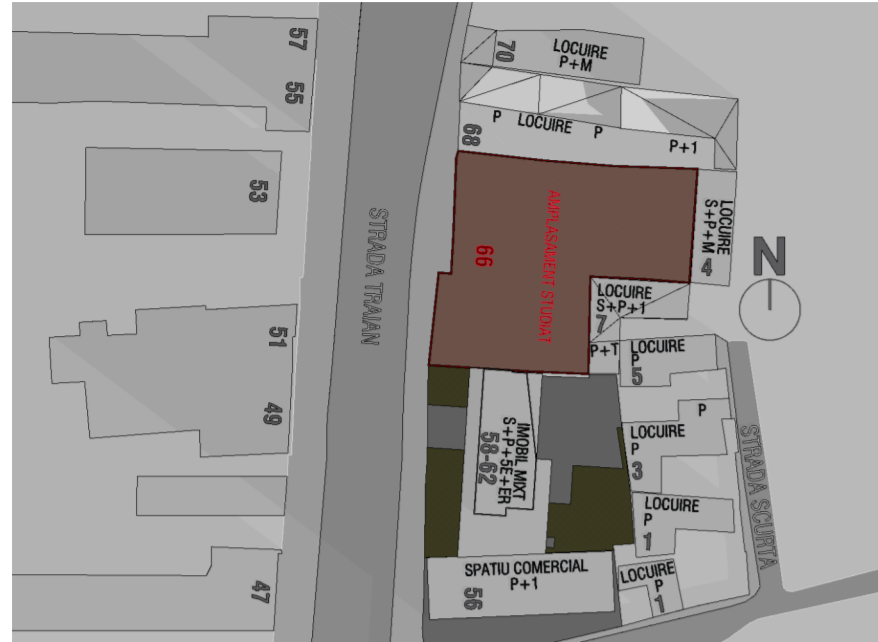 57
55
70
LOCUIRE
P+M
P LOCUIRE P
P+1
68
53
LOCUIRE
S+P+M
4
N
STRADA TRAIAN
66
AMPLASAMENT STUDIAT
LOCUIRE
S+P+1
7
P+T
LOCUIRE
P
5
51
49
IMOBIL MIXT
S+P+5E+ER
58-62
P
LOCUIRE
P
3
STRADA SCURTA
LOCUIRE
P
1
47
SPATIU COMERCIAL
P+1
56
LOCUIRE
P
1